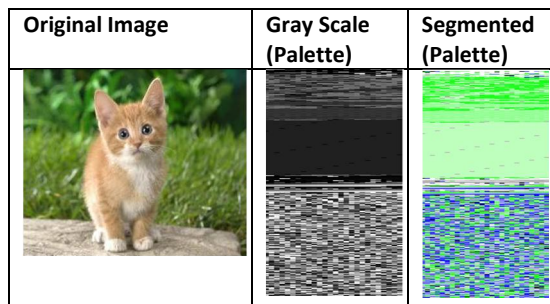 Original Image
Gray Scale
(Palette)
Segmented
(Palette)